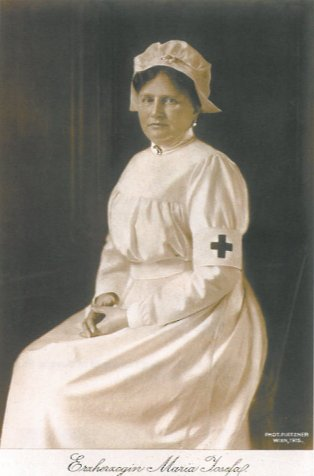 PHOT. PIETZNER
WIEN, 1915.
Erzherzogin Maria Josefa